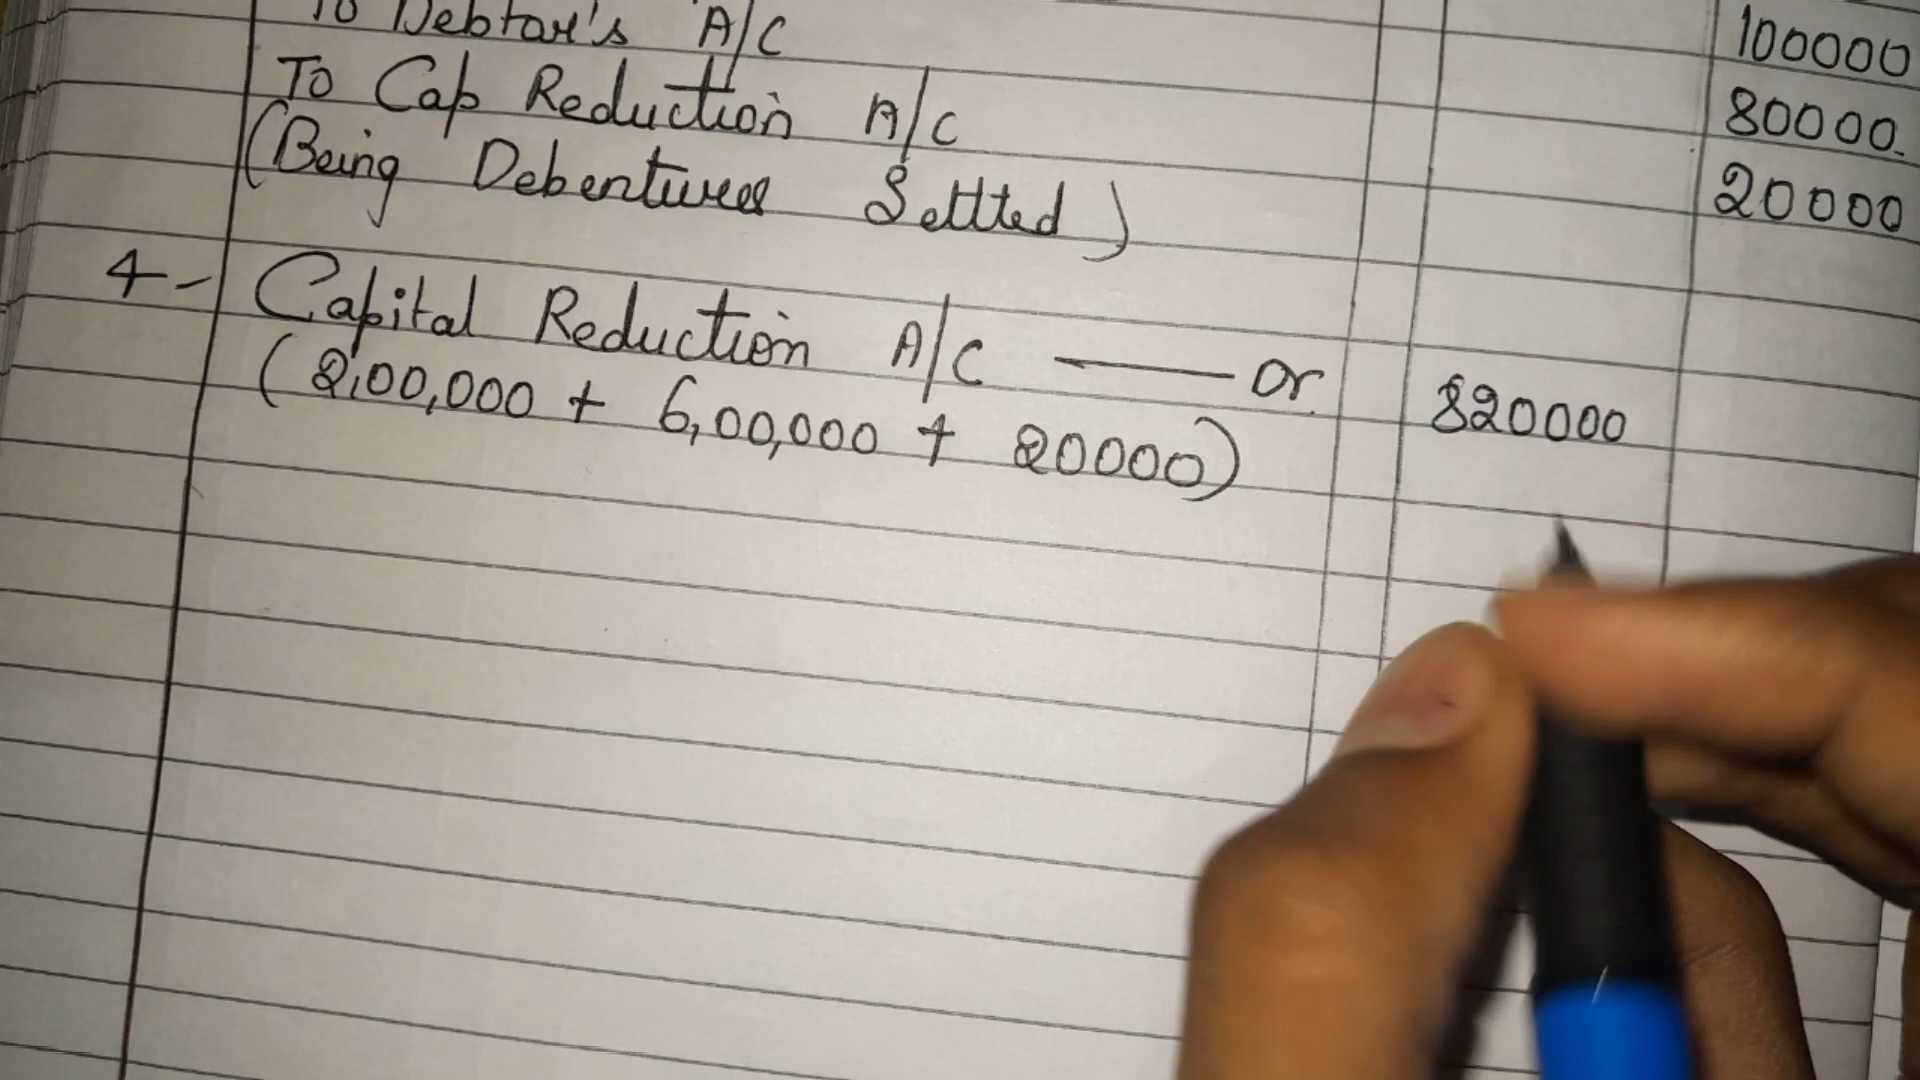 To Debtor's A/C 100000
To Cap Reduction A/C 80000
(Being Debentures Settled) 20000
4- Capital Reduction A/C —— Dr. 820000
(2,00,000 + 6,00,000 + 20000)